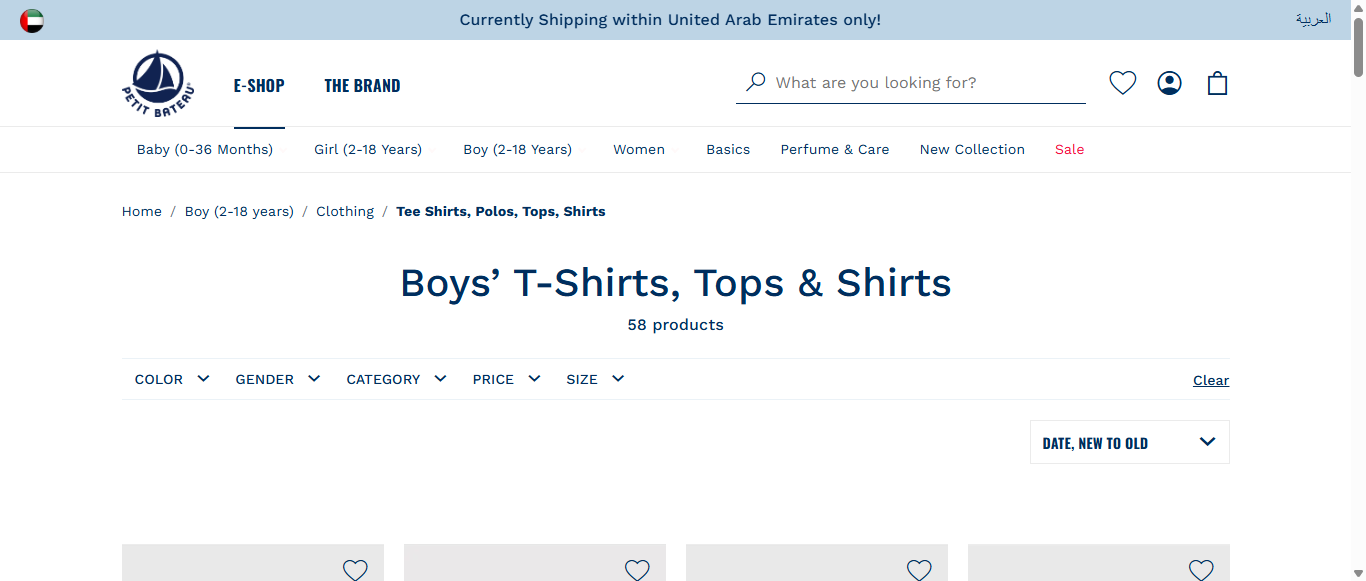 Currently Shipping within United Arab Emirates only!
العربية
PETIT BATEAU
E-SHOP
THE BRAND
What are you looking for?
Baby (0-36 Months)
Girl (2-18 Years)
Boy (2-18 Years)
Women
Basics
Perfume & Care
New Collection
Sale
Home / Boy (2-18 years) / Clothing / Tee Shirts, Polos, Tops, Shirts
Boys’ T-Shirts, Tops & Shirts
58 products
COLOR
GENDER
CATEGORY
PRICE
SIZE
Clear
DATE, NEW TO OLD